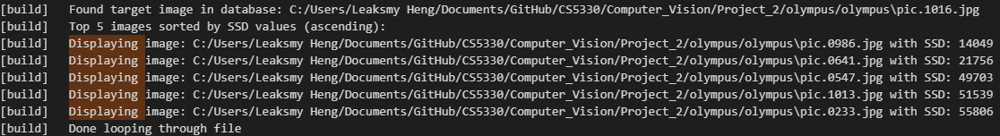 [build] Found target image in database: C:/Users/Leaksmy Heng/Documents/GitHub/CS5330/Computer_Vision/Project_2/olympus/olympus\pic.1016.jpg
[build] Top 5 images sorted by SSD values (ascending):
[build] Displaying image: C:/Users/Leaksmy Heng/Documents/GitHub/CS5330/Computer_Vision/Project_2/olympus/olympus\pic.0986.jpg with SSD: 14049
[build] Displaying image: C:/Users/Leaksmy Heng/Documents/GitHub/CS5330/Computer_Vision/Project_2/olympus/olympus\pic.0641.jpg with SSD: 21756
[build] Displaying image: C:/Users/Leaksmy Heng/Documents/GitHub/CS5330/Computer_Vision/Project_2/olympus/olympus\pic.0547.jpg with SSD: 49703
[build] Displaying image: C:/Users/Leaksmy Heng/Documents/GitHub/CS5330/Computer_Vision/Project_2/olympus/olympus\pic.1013.jpg with SSD: 51539
[build] Displaying image: C:/Users/Leaksmy Heng/Documents/GitHub/CS5330/Computer_Vision/Project_2/olympus/olympus\pic.0233.jpg with SSD: 55806
[build] Done looping through file